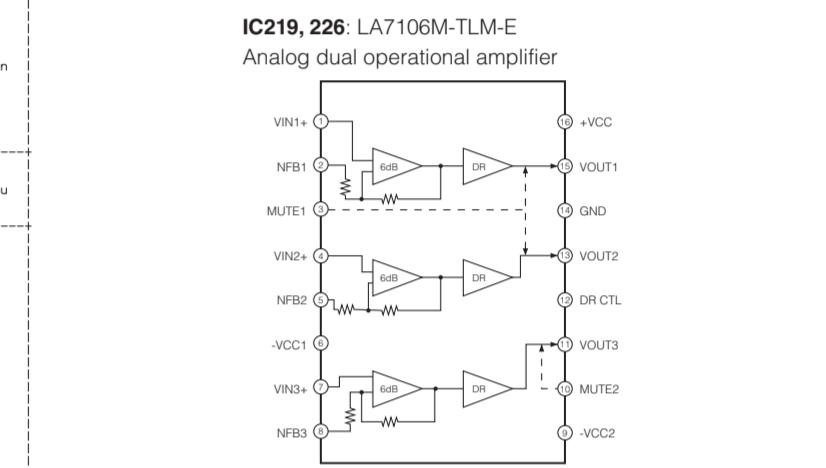 IC219, 226: LA7106M-TLM-E
Analog dual operational amplifier
n
u
VIN1+ 1
16 +VCC
NFB1 2
6dB
DR
15 VOUT1
MUTE1 3
14 GND
VIN2+ 4
13 VOUT2
6dB
DR
NFB2 5
12 DR CTL
-VCC1 6
11 VOUT3
VIN3+ 7
6dB
DR
10 MUTE2
NFB3 8
9 -VCC2